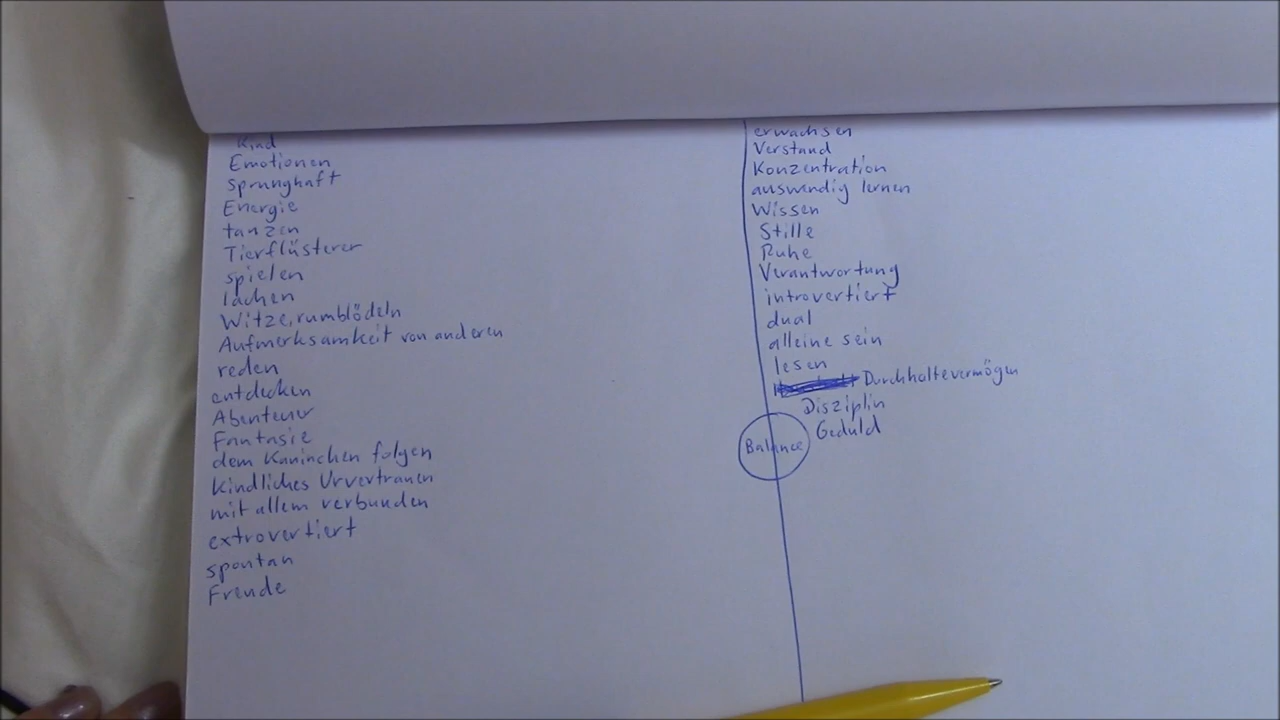 Kind
Emotionen
sprunghaft
Energie
tanzen
Tierflüsterer
spielen
lachen
Witze, rumblödeln
Aufmerksamkeit von anderen
reden
entdecken
Abenteuer
Fantasie
dem Kaninchen folgen
kindliches Urvertrauen
mit allem verbunden
extrovertiert
spontan
Freude
erwachsen
Verstand
Konzentration
auswendig lernen
Wissen
Stille
Ruhe
Verantwortung
introvertiert
dual
alleine sein
lesen
Durchhaltevermögen
Disziplin
Geduld
Balance